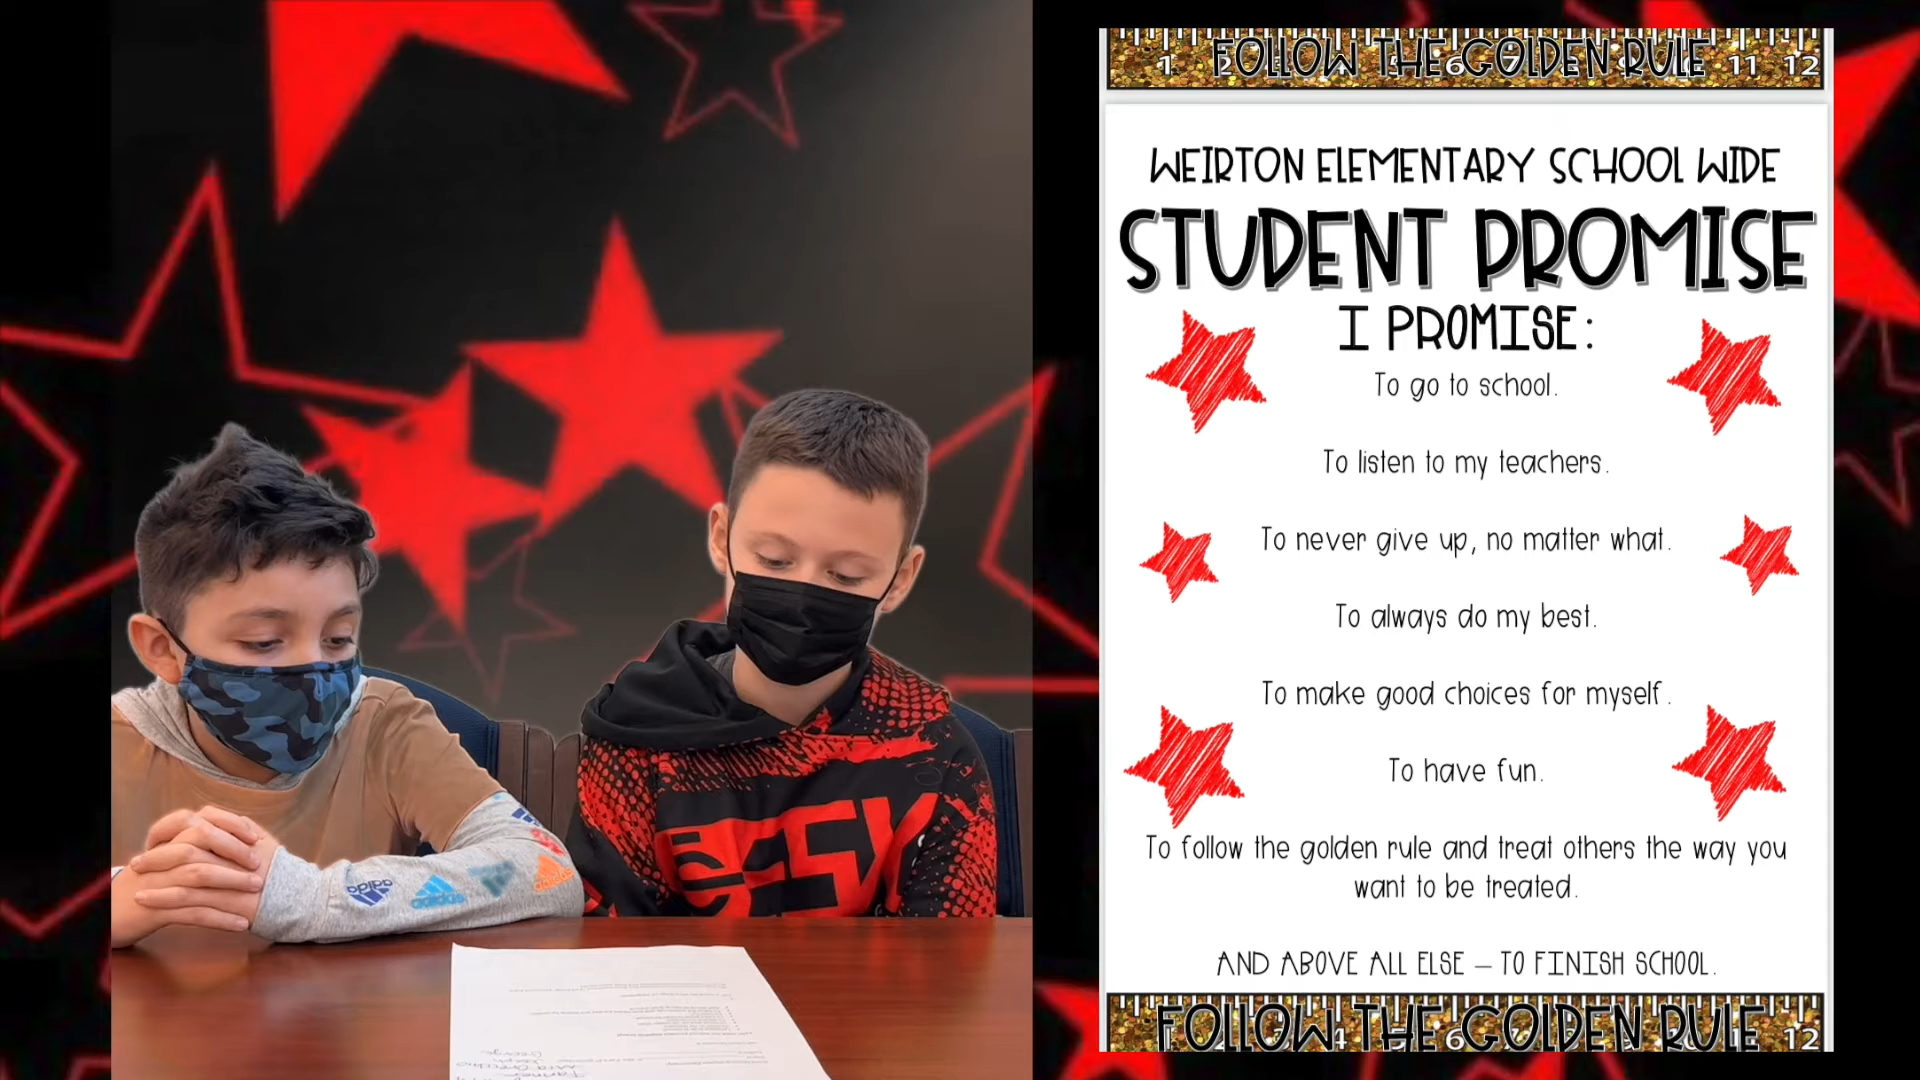 FOLLOW THE GOLDEN RULE
WEIRTON ELEMENTARY SCHOOL WIDE
STUDENT PROMISE
I PROMISE:
To go to school.
To listen to my teachers.
To never give up, no matter what.
To always do my best.
To make good choices for myself.
To have fun.
To follow the golden rule and treat others the way you
want to be treated.
AND ABOVE ALL ELSE – TO FINISH SCHOOL.
FOLLOW THE GOLDEN RULE
adidas
adidas
adidas